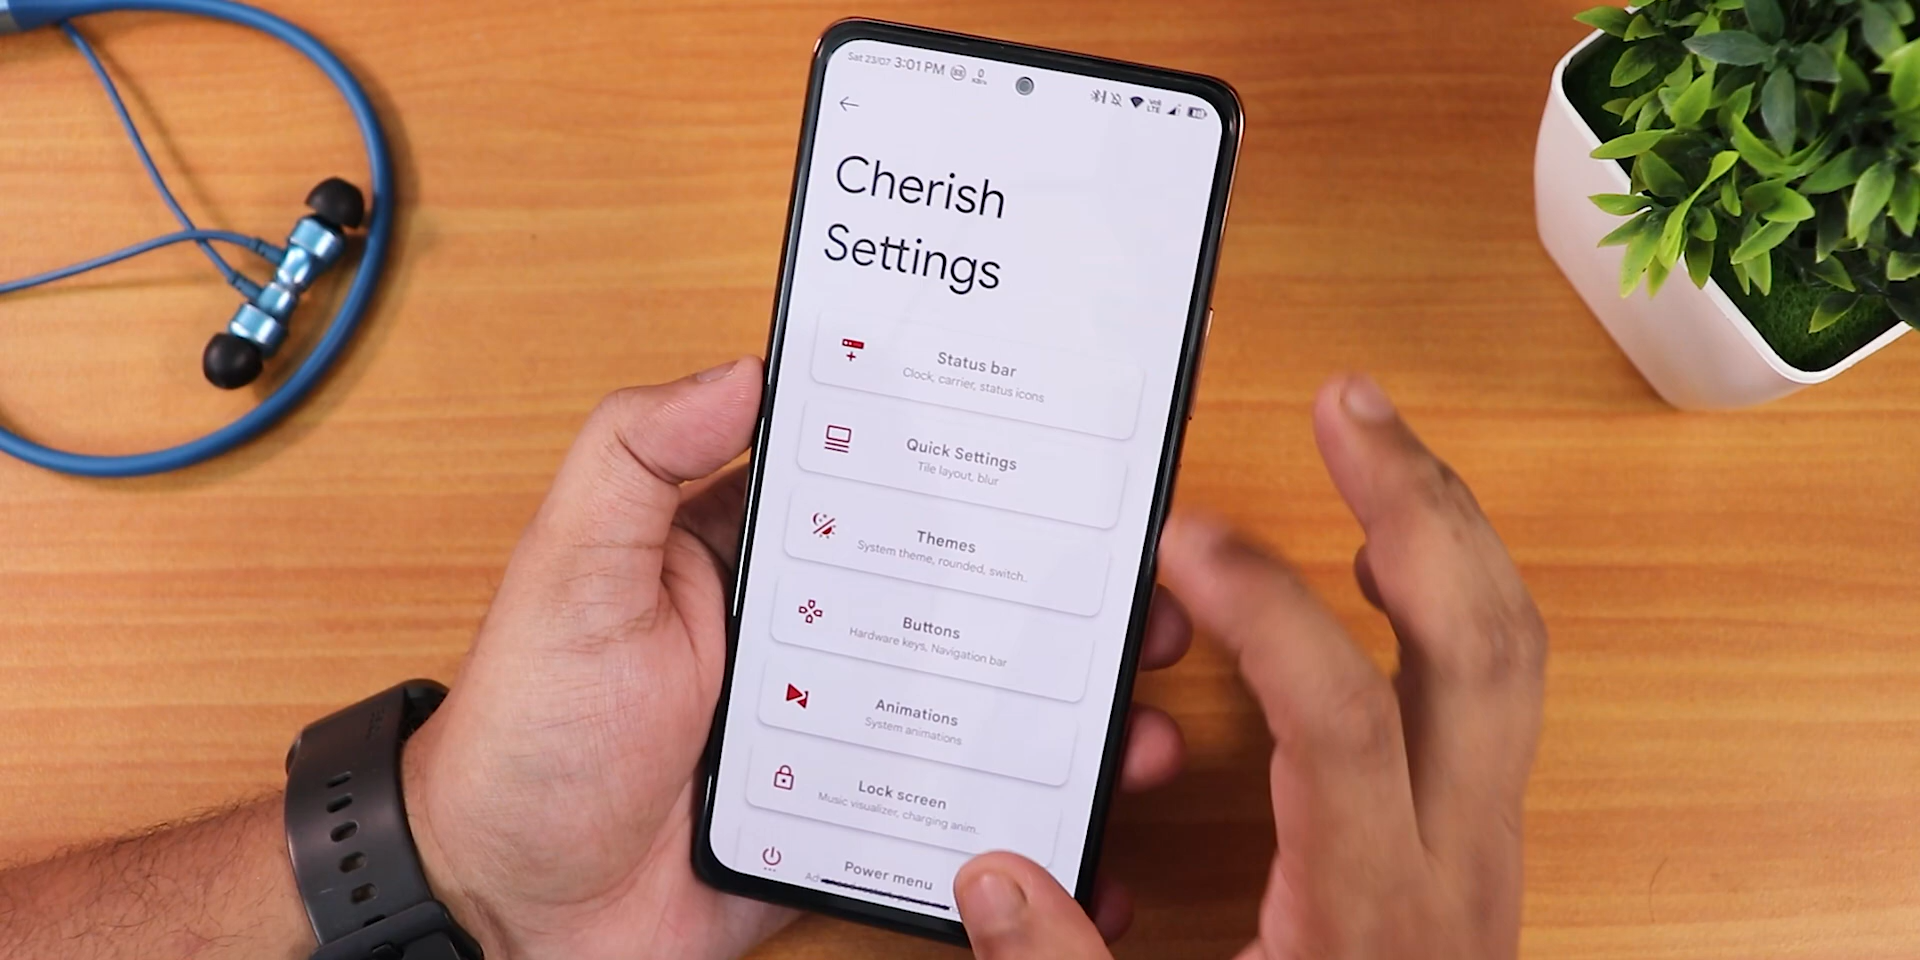 Sat 23/07 3:01 PM
Cherish
Settings
Status bar
Clock, carrier, status icons
Quick Settings
Tile layout, blur
Themes
System theme, rounded, switch..
Buttons
Hardware keys, Navigation bar
Animations
System animations
Lock screen
Music visualizer, charging anim..
Power menu